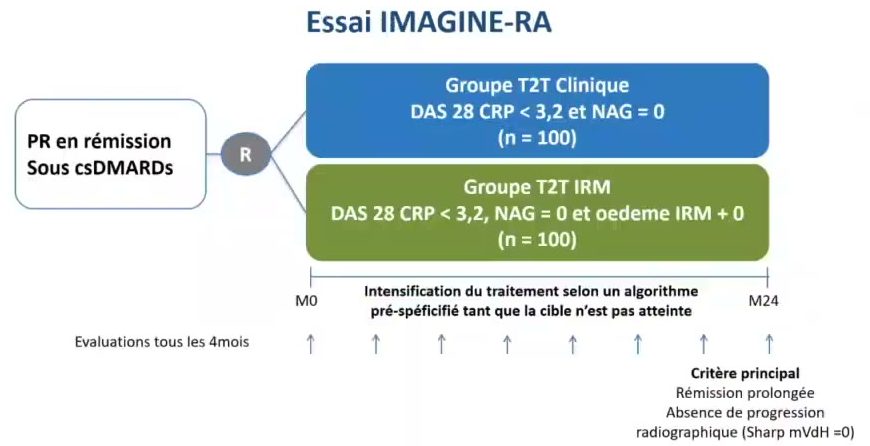 Essai IMAGINE-RA
PR en rémission
Sous csDMARDs
R
Groupe T2T Clinique
DAS 28 CRP < 3,2 et NAG = 0
(n = 100)
Groupe T2T IRM
DAS 28 CRP < 3,2, NAG = 0 et oedeme IRM + 0
(n = 100)
M0
Intensification du traitement selon un algorithme
pré-spéficifié tant que la cible n’est pas atteinte
M24
Evaluations tous les 4mois
Critère principal
Rémission prolongée
Absence de progression
radiographique (Sharp mVdH =0)